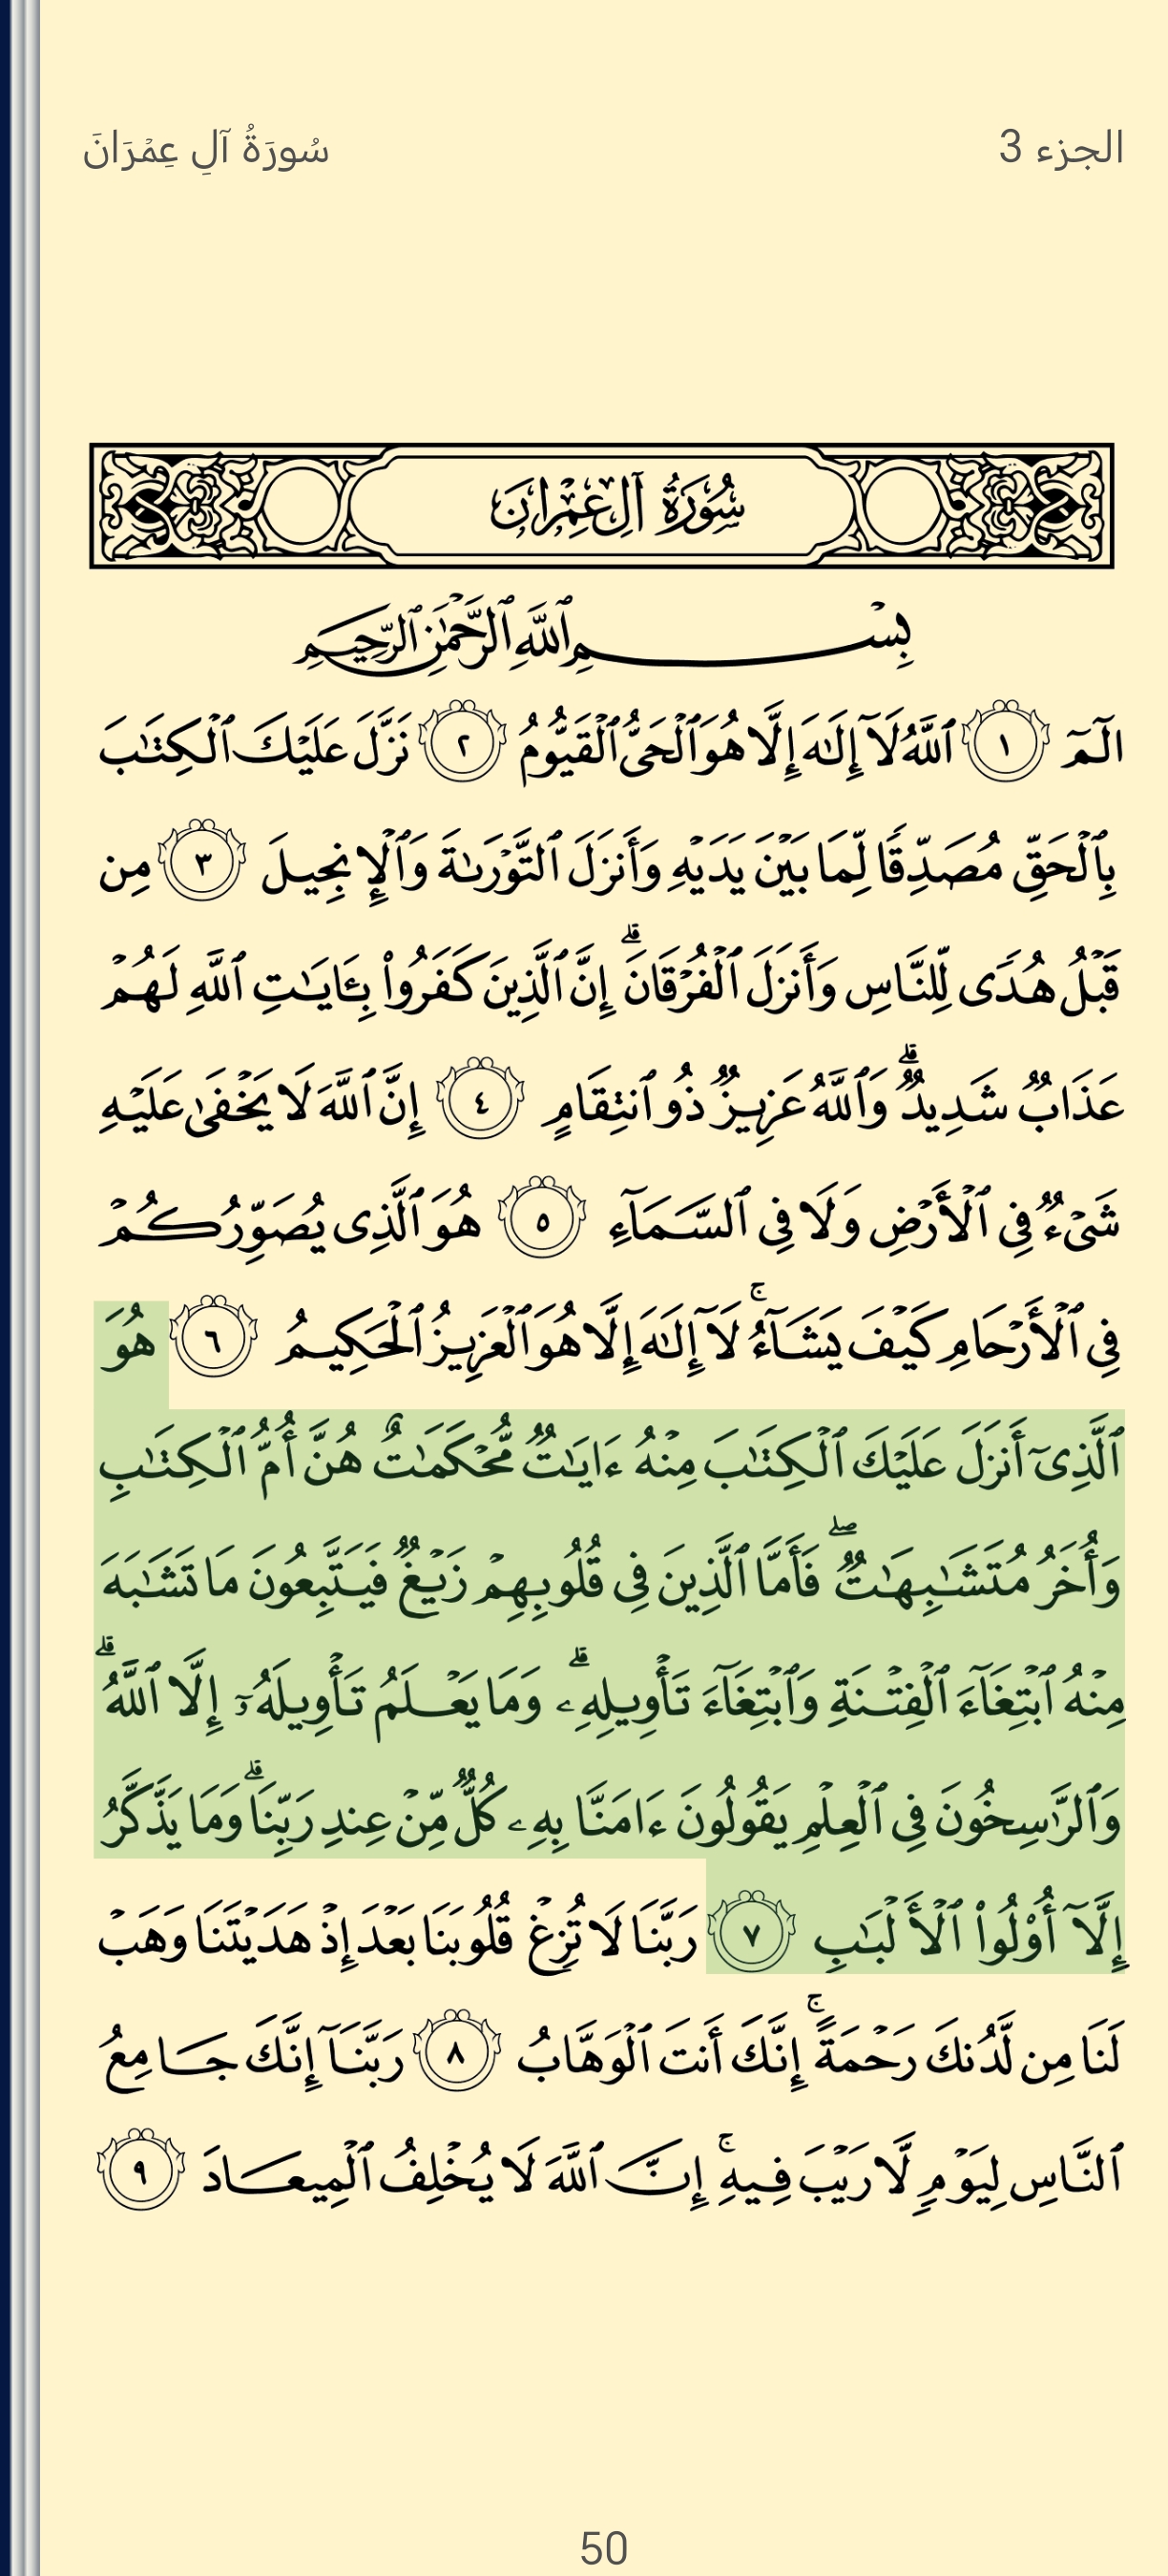 الجزء 3
سُورَةُ آلِ عِمْرَانَ
سُورَةُ آلِ عِمْرَانَ
بِسْمِ ٱللَّهِ ٱلرَّحْمَٰنِ ٱلرَّحِيمِ
الٓمٓ ١ ٱللَّهُ لَآ إِلَٰهَ إِلَّا هُوَ ٱلْحَىُّ ٱلْقَيُّومُ ٢ نَزَّلَ عَلَيْكَ ٱلْكِتَٰبَ
بِٱلْحَقِّ مُصَدِّقًا لِّمَا بَيْنَ يَدَيْهِ وَأَنزَلَ ٱلتَّوْرَىٰةَ وَٱلْإِنجِيلَ ٣ مِن
قَبْلُ هُدًى لِّلنَّاسِ وَأَنزَلَ ٱلْفُرْقَانَ ۗ إِنَّ ٱلَّذِينَ كَفَرُوا۟ بِـَٔايَٰتِ ٱللَّهِ لَهُمْ
عَذَابٌ شَدِيدٌ ۗ وَٱللَّهُ عَزِيزٌ ذُو ٱنتِقَامٍ ٤ إِنَّ ٱللَّهَ لَا يَخْفَىٰ عَلَيْهِ
شَىْءٌ فِى ٱلْأَرْضِ وَلَا فِى ٱلسَّمَآءِ ٥ هُوَ ٱلَّذِى يُصَوِّرُكُمْ
فِى ٱلْأَرْحَامِ كَيْفَ يَشَآءُ ۚ لَآ إِلَٰهَ إِلَّا هُوَ ٱلْعَزِيزُ ٱلْحَكِيمُ ٦ هُوَ
ٱلَّذِىٓ أَنزَلَ عَلَيْكَ ٱلْكِتَٰبَ مِنْهُ ءَايَٰتٌ مُّحْكَمَٰتٌ هُنَّ أُمُّ ٱلْكِتَٰبِ
وَأُخَرُ مُتَشَٰبِهَٰتٌ ۖ فَأَمَّا ٱلَّذِينَ فِى قُلُوبِهِمْ زَيْغٌ فَيَتَّبِعُونَ مَا تَشَٰبَهَ
مِنْهُ ٱبْتِغَآءَ ٱلْفِتْنَةِ وَٱبْتِغَآءَ تَأْوِيلِهِۦ ۗ وَمَا يَعْلَمُ تَأْوِيلَهُۥٓ إِلَّا ٱللَّهُ ۗ
وَٱلرَّٰسِخُونَ فِى ٱلْعِلْمِ يَقُولُونَ ءَامَنَّا بِهِۦ كُلٌّ مِّنْ عِندِ رَبِّنَا ۗ وَمَا يَذَّكَّرُ
إِلَّآ أُو۟لُوا۟ ٱلْأَلْبَٰبِ ٧ رَبَّنَا لَا تُزِغْ قُلُوبَنَا بَعْدَ إِذْ هَدَيْتَنَا وَهَبْ
لَنَا مِن لَّدُنكَ رَحْمَةً ۚ إِنَّكَ أَنتَ ٱلْوَهَّابُ ٨ رَبَّنَآ إِنَّكَ جَامِعُ
ٱلنَّاسِ لِيَوْمٍ لَّا رَيْبَ فِيهِ ۚ إِنَّ ٱللَّهَ لَا يُخْلِفُ ٱلْمِيعَادَ ٩
50